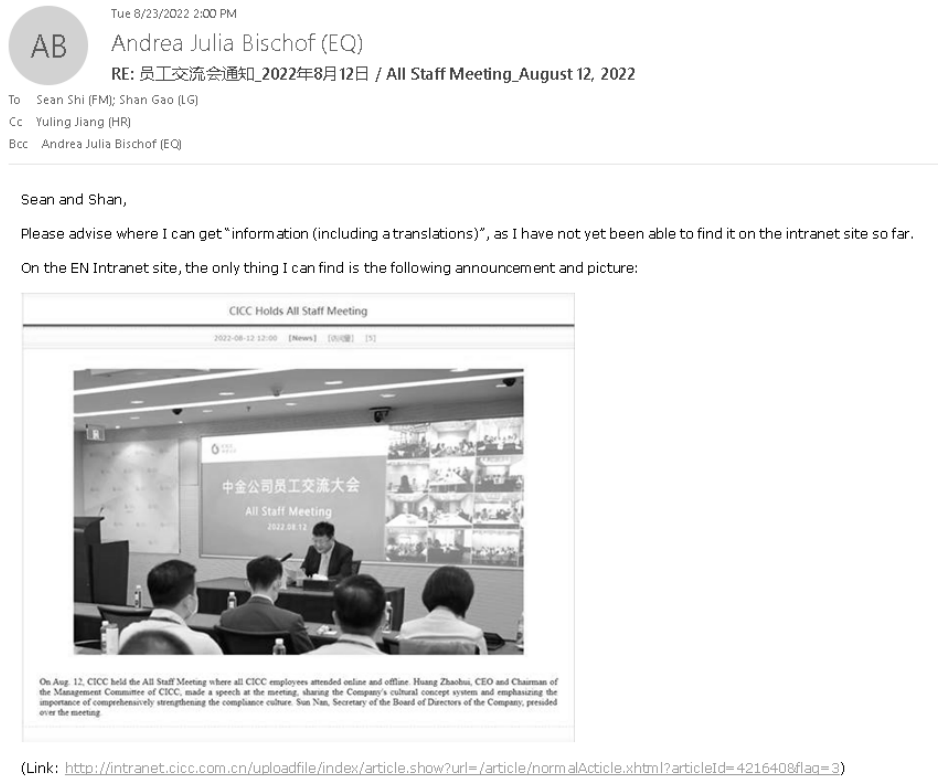 AB
Tue 8/23/2022 2:00 PM
Andrea Julia Bischof (EQ)
RE: 员工交流会通知_2022年8月12日 / All Staff Meeting_August 12, 2022
To Sean Shi (FM); Shan Gao (LG)
Cc Yuling Jiang (HR)
Bcc Andrea Julia Bischof (EQ)
Sean and Shan,
Please advise where I can get “information (including a translations)”, as I have not yet been able to find it on the intranet site so far.
On the EN Intranet site, the only thing I can find is the following announcement and picture:
CICC Holds All Staff Meeting
2022-08-12 12:00 [News] [访问量] [5]
中金公司员工交流大会
All Staff Meeting
2022.08.12
On Aug. 12, CICC held the All Staff Meeting where all CICC employees attended online and offline. Huang Zhaohui, CEO and Chairman of
the Management Committee of CICC, made a speech at the meeting, sharing the Company's cultural concept system and emphasizing the
importance of comprehensively strengthening the compliance culture. Sun Nan, Secretary of the Board of Directors of the Company, presided
over the meeting.
(Link: http://intranet.cicc.com.cn/uploadfile/index/article.show?url=/article/normalActicle.xhtml?articleId=421640&flag=3)